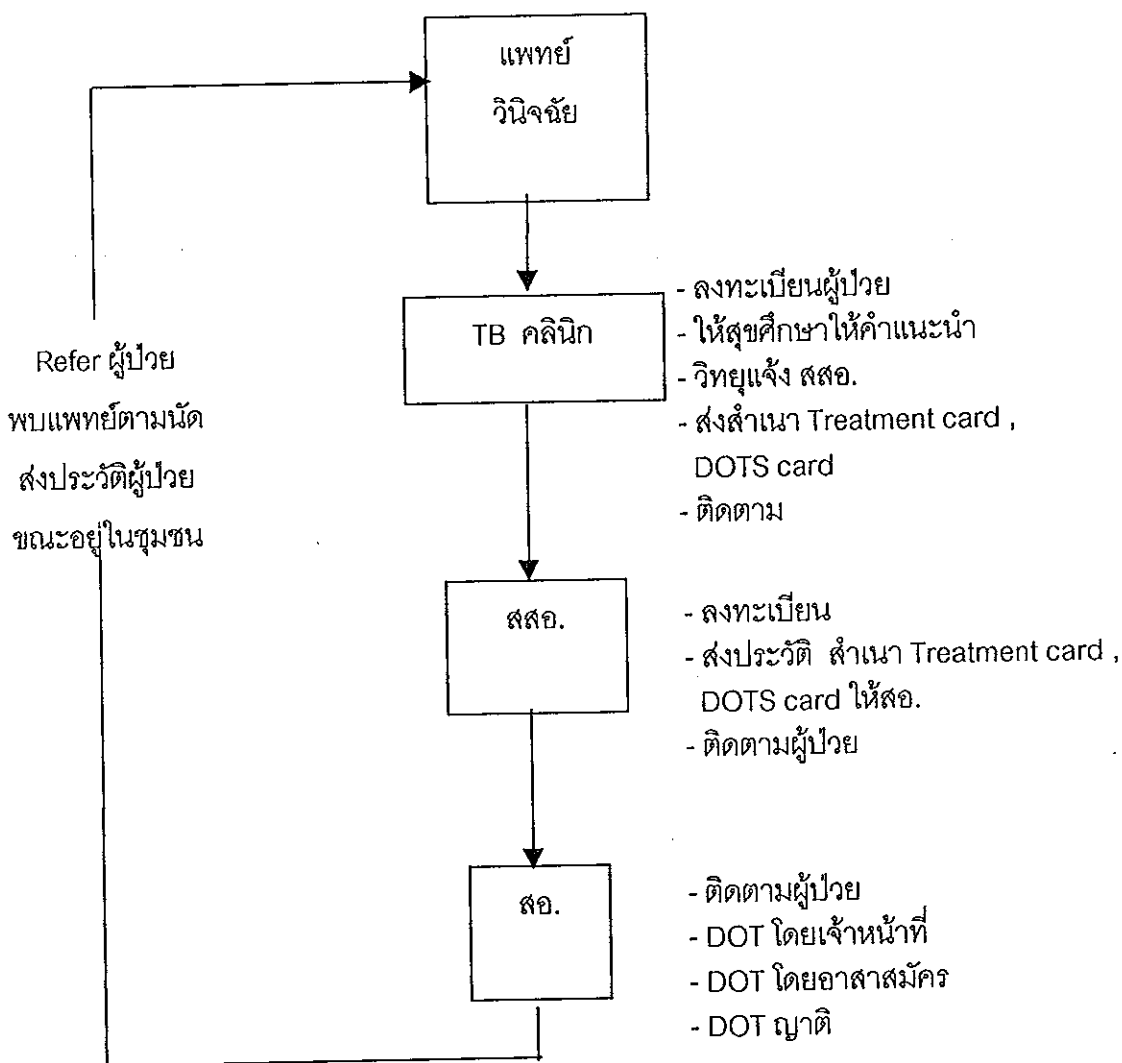 แพทย์
วินิจฉัย
TB คลินิก
- ลงทะเบียนผู้ป่วย
- ให้สุขศึกษาให้คำแนะนำ
- วิทยุแจ้ง สสอ.
- ส่งสำเนา Treatment card ,
DOTS card
- ติดตาม
Refer ผู้ป่วย
พบแพทย์ตามนัด
ส่งประวัติผู้ป่วย
ขณะอยู่ในชุมชน
สสอ.
- ลงทะเบียน
- ส่งประวัติ สำเนา Treatment card ,
DOTS card ให้สอ.
- ติดตามผู้ป่วย
สอ.
- ติดตามผู้ป่วย
- DOT โดยเจ้าหน้าที่
- DOT โดยอาสาสมัคร
- DOT ญาติ